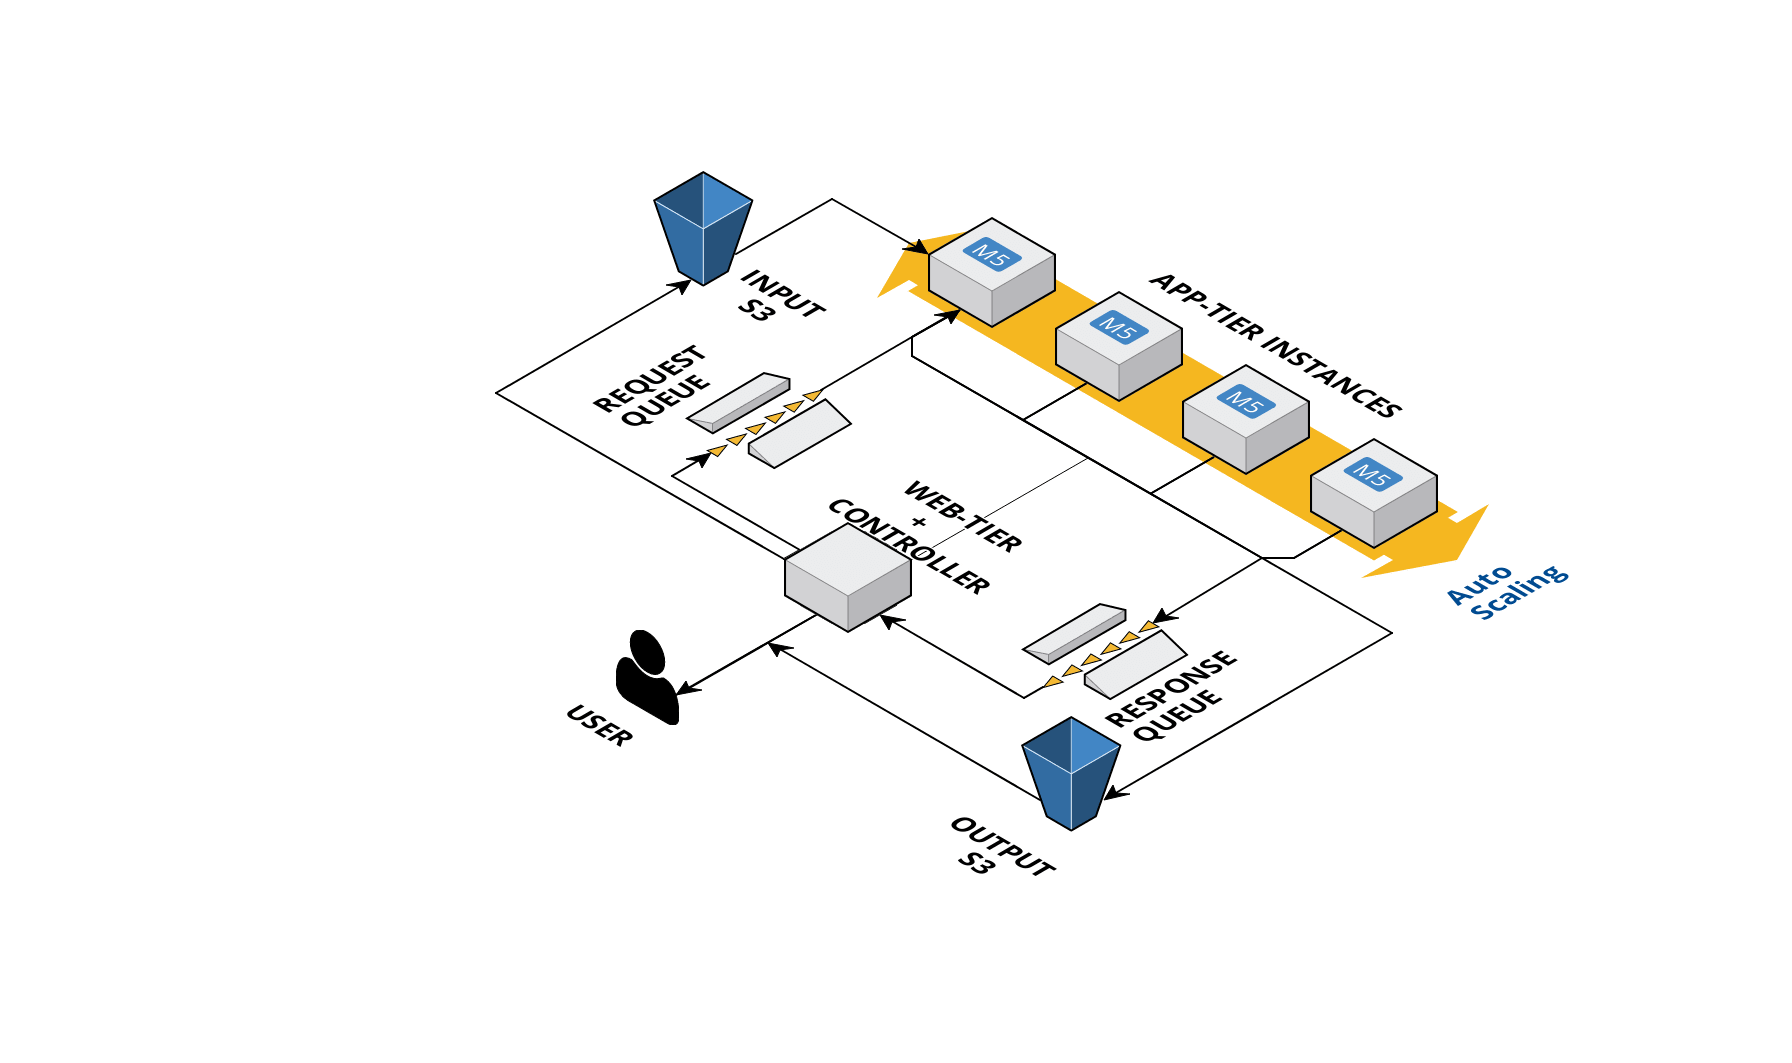 INPUT
S3
M5
APP-TIER INSTANCES
M5
REQUEST
QUEUE
M5
M5
WEB-TIER
+
CONTROLLER
Auto
Scaling
RESPONSE
QUEUE
USER
OUTPUT
S3